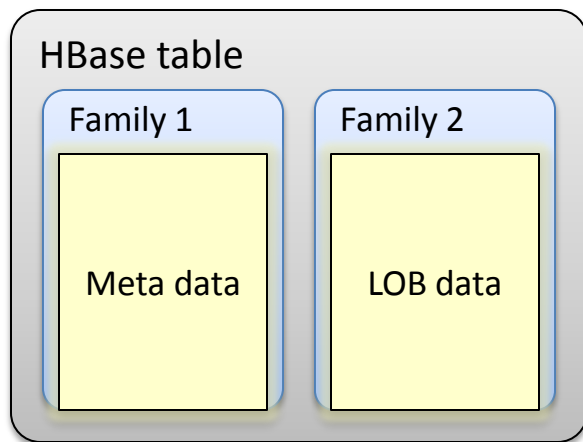 HBase table
Family 1
Family 2
Meta data
LOB data